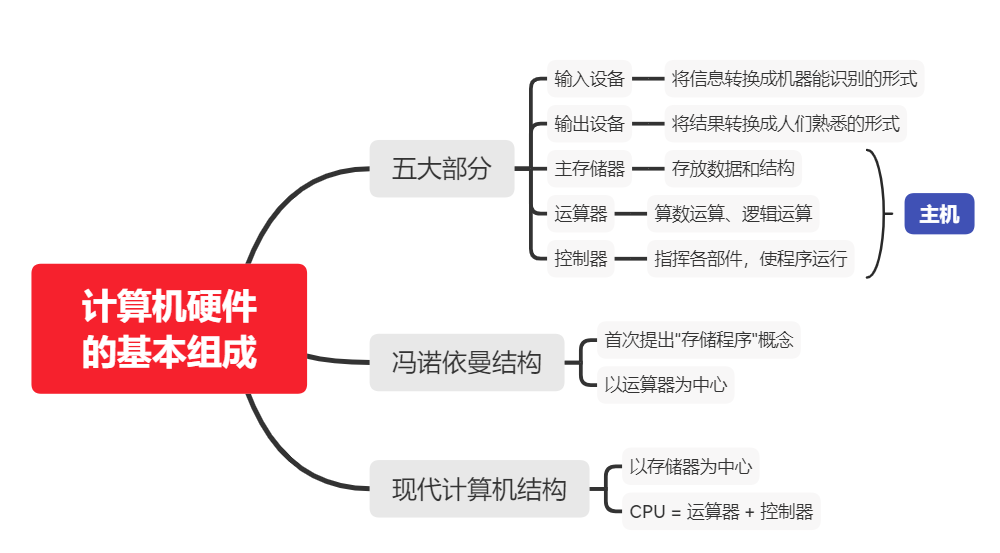 计算机硬件
的基本组成
五大部分
输入设备
将信息转换成机器能识别的形式
输出设备
将结果转换成人们熟悉的形式
主存储器
存放数据和结构
运算器
算数运算、逻辑运算
控制器
指挥各部件，使程序运行
主机
冯诺依曼结构
首次提出"存储程序"概念
以运算器为中心
现代计算机结构
以存储器为中心
CPU = 运算器 + 控制器